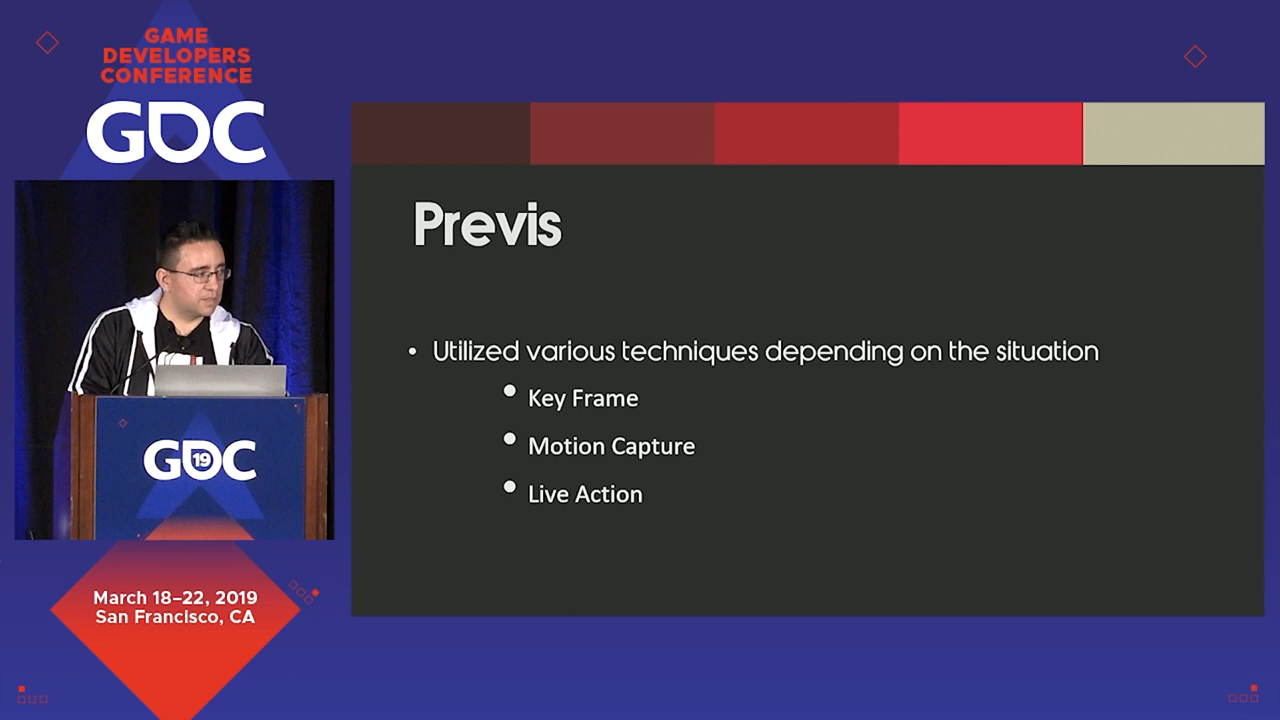 GAME
DEVELOPERS
CONFERENCE
GDC
GDC
19
March 18–22, 2019
San Francisco, CA
Previs
• Utilized various techniques depending on the situation
• Key Frame
• Motion Capture
• Live Action